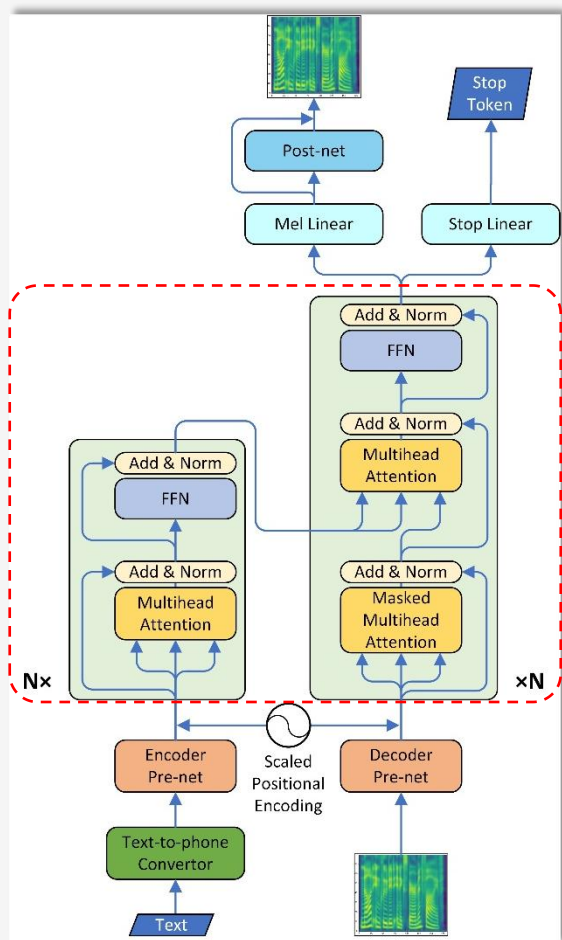 Stop
Token
Post-net
Mel Linear
Stop Linear
Add & Norm
FFN
Add & Norm
Multihead
Attention
Add & Norm
Masked
Multihead
Attention
×N
Add & Norm
FFN
Add & Norm
Multihead
Attention
N×
Scaled
Positional
Encoding
Encoder
Pre-net
Decoder
Pre-net
Text-to-phone
Convertor
Text